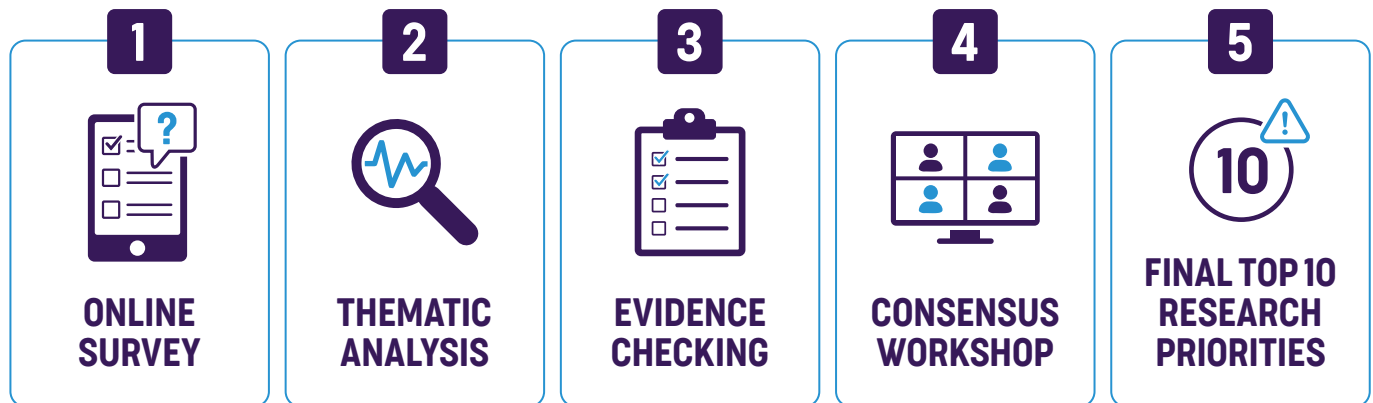 1
?
ONLINE
SURVEY
2
THEMATIC
ANALYSIS
3
EVIDENCE
CHECKING
4
CONSENSUS
WORKSHOP
5
!
10
FINAL TOP 10
RESEARCH
PRIORITIES